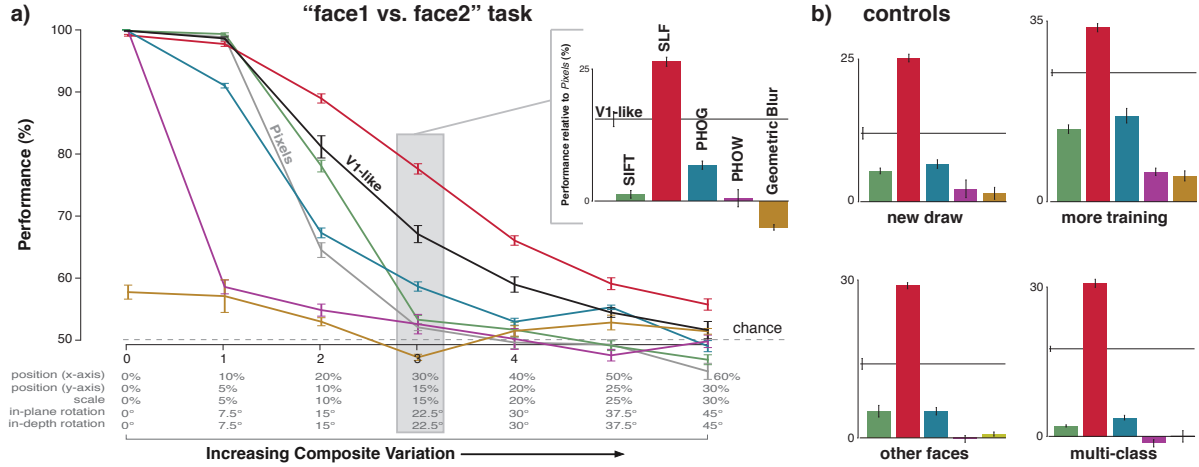 a)
“face1 vs. face2” task
Performance (%)
100
90
80
70
60
50
Pixels
V1-like
chance
0 1 2 3 4
position (x-axis) 0% 10% 20% 30% 40% 50% 60%
position (y-axis) 0% 5% 10% 15% 20% 25% 30%
scale 0% 5% 10% 15% 20% 25% 30%
in-plane rotation 0° 7.5° 15° 22.5° 30° 37.5° 45°
in-depth rotation 0° 7.5° 15° 22.5° 30° 37.5° 45°
Increasing Composite Variation
Performance relative to Pixels (%)
25
0
V1-like
SIFT
SLF
PHOG
PHOW
Geometric Blur
b) controls
25
0
new draw
35
0
more training
30
0
other faces
30
0
multi-class